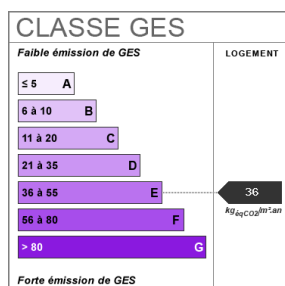 CLASSE GES
Faible émission de GES
LOGEMENT
≤ 5 A
6 à 10 B
11 à 20 C
21 à 35 D
36 à 55 E
36
kgéqCO2/m².an
56 à 80 F
> 80 G
Forte émission de GES